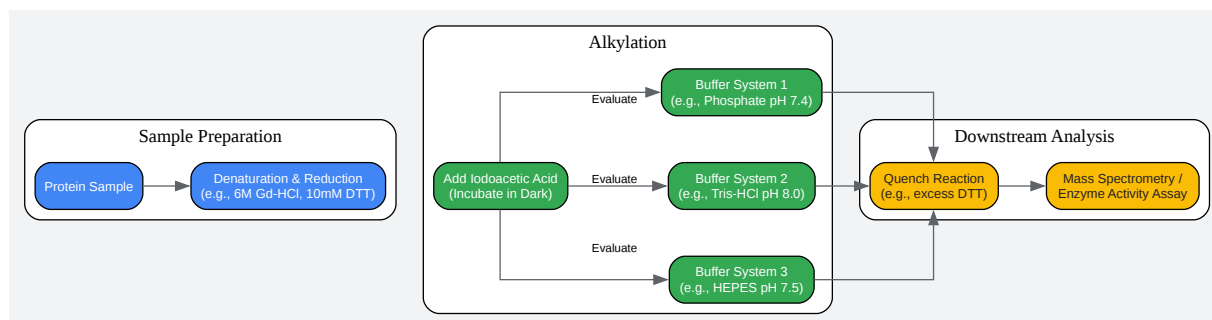 Sample Preparation
Protein Sample
Denaturation & Reduction
(e.g., 6M Gd-HCl, 10mM DTT)
Alkylation
Add Iodoacetic Acid
(Incubate in Dark)
Evaluate
Buffer System 1
(e.g., Phosphate pH 7.4)
Evaluate
Buffer System 2
(e.g., Tris-HCl pH 8.0)
Evaluate
Buffer System 3
(e.g., HEPES pH 7.5)
Downstream Analysis
Quench Reaction
(e.g., excess DTT)
Mass Spectrometry /
Enzyme Activity Assay